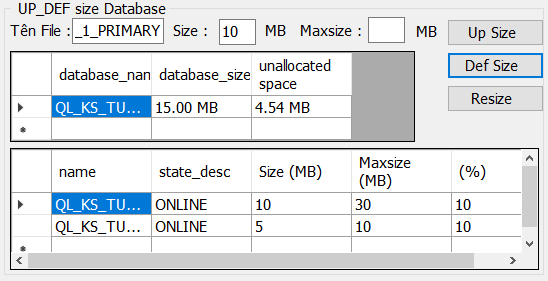 UP_DEF size Database
Tên File : _1_PRIMARY Size : 10 MB Maxsize : MB Up Size
Def Size
Resize
database_nan database_size unallocated space
QL_KS_TU... 15.00 MB 4.54 MB
name state_desc Size (MB) Maxsize (MB) (%)
QL_KS_TU... ONLINE 10 30 10
QL_KS_TU... ONLINE 5 10 10